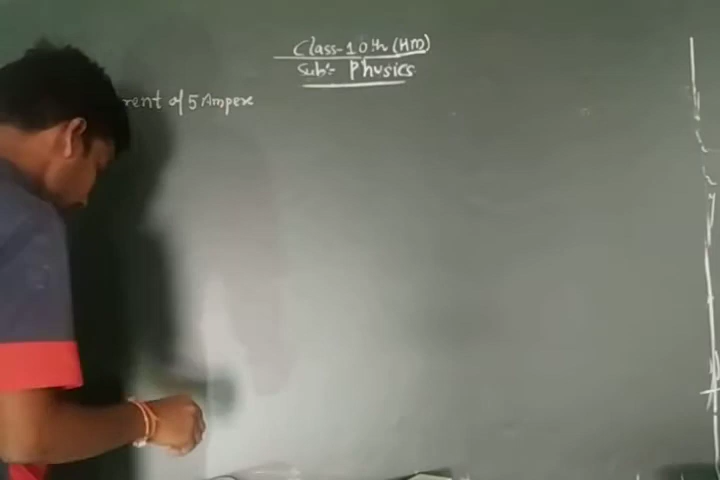 Class-10th (HM)
Sub:- Physics
rent of 5 Ampere